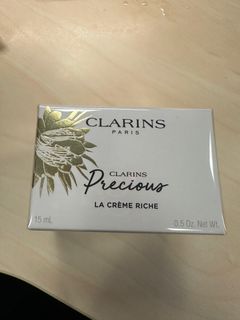 CLARINS
PARIS
CLARINS
Precious
LA CRÈME RICHE
15 mL 0.5 Oz. Net Wt.